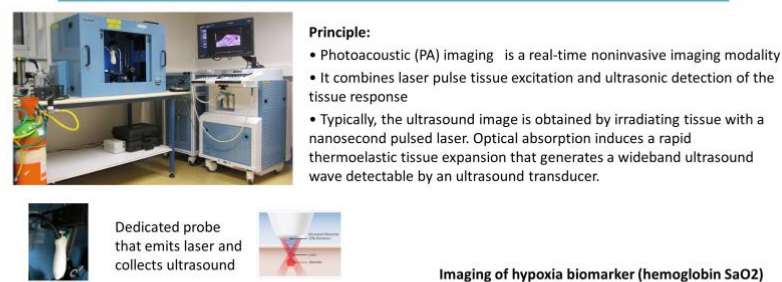 Principle:
• Photoacoustic (PA) imaging is a real-time noninvasive imaging modality
• It combines laser pulse tissue excitation and ultrasonic detection of the
tissue response
• Typically, the ultrasound image is obtained by irradiating tissue with a
nanosecond pulsed laser. Optical absorption induces a rapid
thermoelastic tissue expansion that generates a wideband ultrasound
wave detectable by an ultrasound transducer.
Dedicated probe
that emits laser and
collects ultrasound
Imaging of hypoxia biomarker (hemoglobin SaO2)